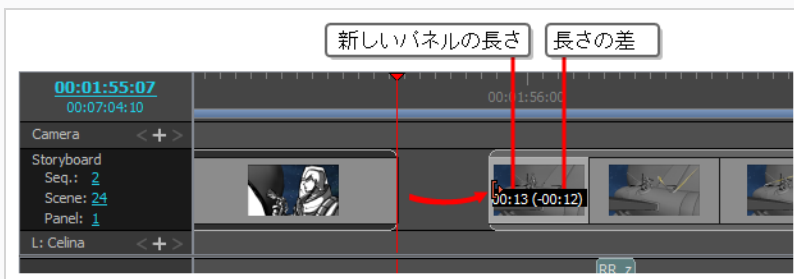 新しいパネルの長さ
長さの差
00:01:55:07
00:07:04:10
00:01:56:00
Camera
Storyboard
Seq.: 2
Scene: 24
Panel: 1
00:13 (-00:12)
L: Celina
RR_z